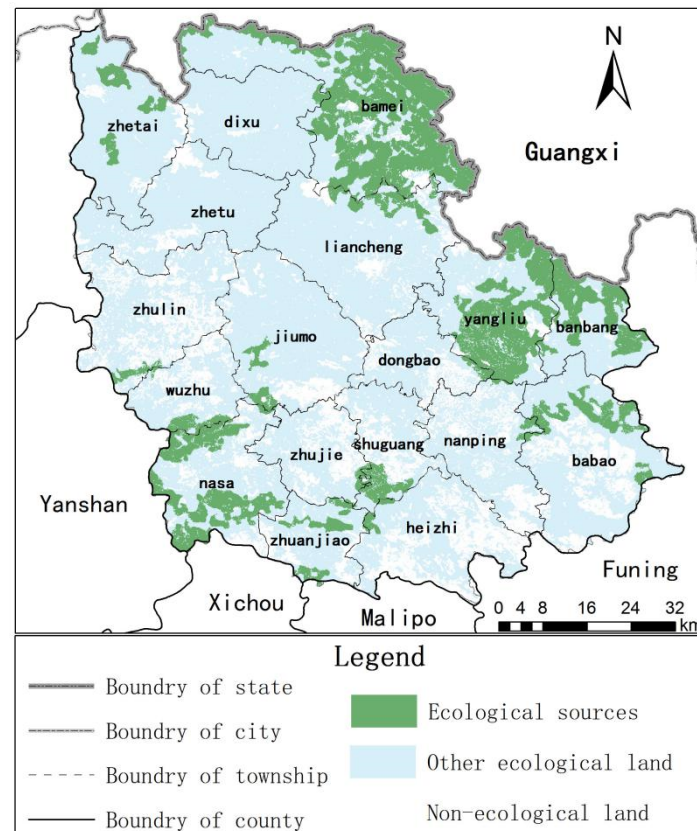 N
bamei
zhetai
dixu
Guangxi
zhetu
liancheng
zhulin
jiumo
yangliu
banbang
dongbao
wuzhu
shuguang
nanping
zhujie
babao
nasa
Yanshan
heizhi
zhuanjiao
Funing
Xichou
Malipo
0 4 8 16 24 32
km
Legend
Boundry of state
Boundry of city
Boundry of township
Boundry of county
Ecological sources
Other ecological land
Non-ecological land